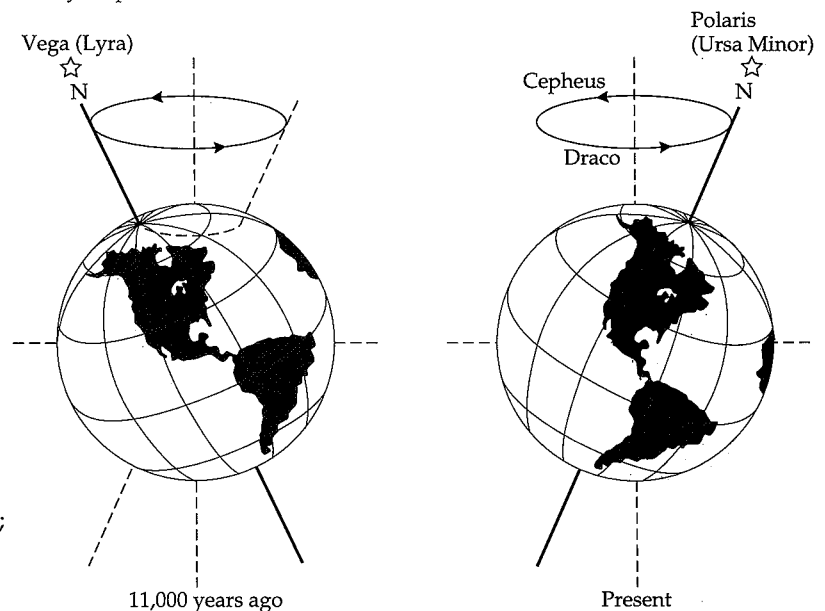 Vega (Lyra)
N
Polaris
(Ursa Minor)
N
Cepheus
Draco
;
11,000 years ago
Present